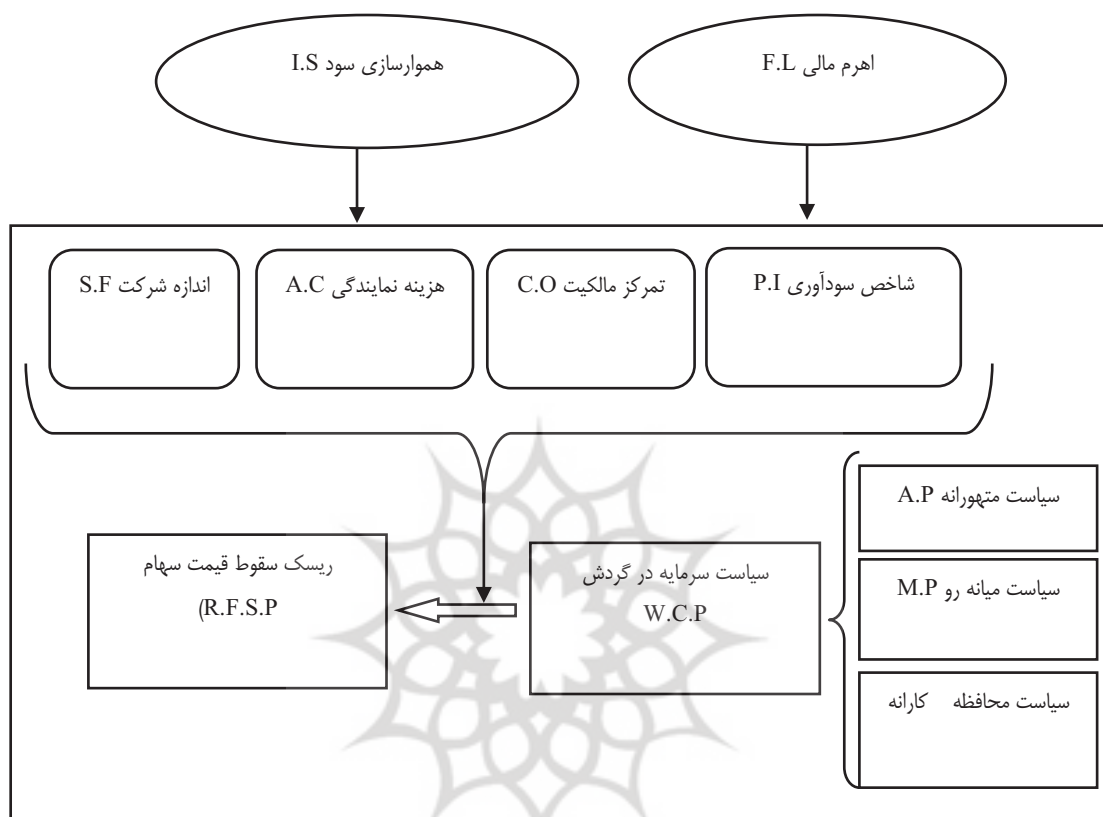 اهرم مالی F.L
هموارسازی سود I.S
شاخص سودآوری P.I
تمرکز مالکیت C.O
هزینه نمایندگی A.C
اندازه شرکت S.F
سیاست متهورانه A.P
سیاست میانه رو M.P
سیاست محافظه کارانه
سیاست سرمایه در گردش
W.C.P
ریسک سقوط قیمت سهام
(R.F.S.P